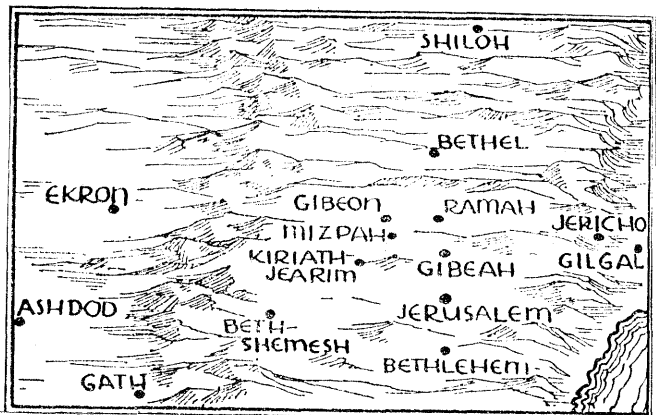 SHILOH
BETHEL
EKRON
GIBEON
RAMAH
MIZPAH
JERICHO
KIRIATH-
JEARIM
GIBEAH
GILGAL
ASHDOD
JERUSALEM
BETH-
SHEMESH
BETHLEHEM
GATH